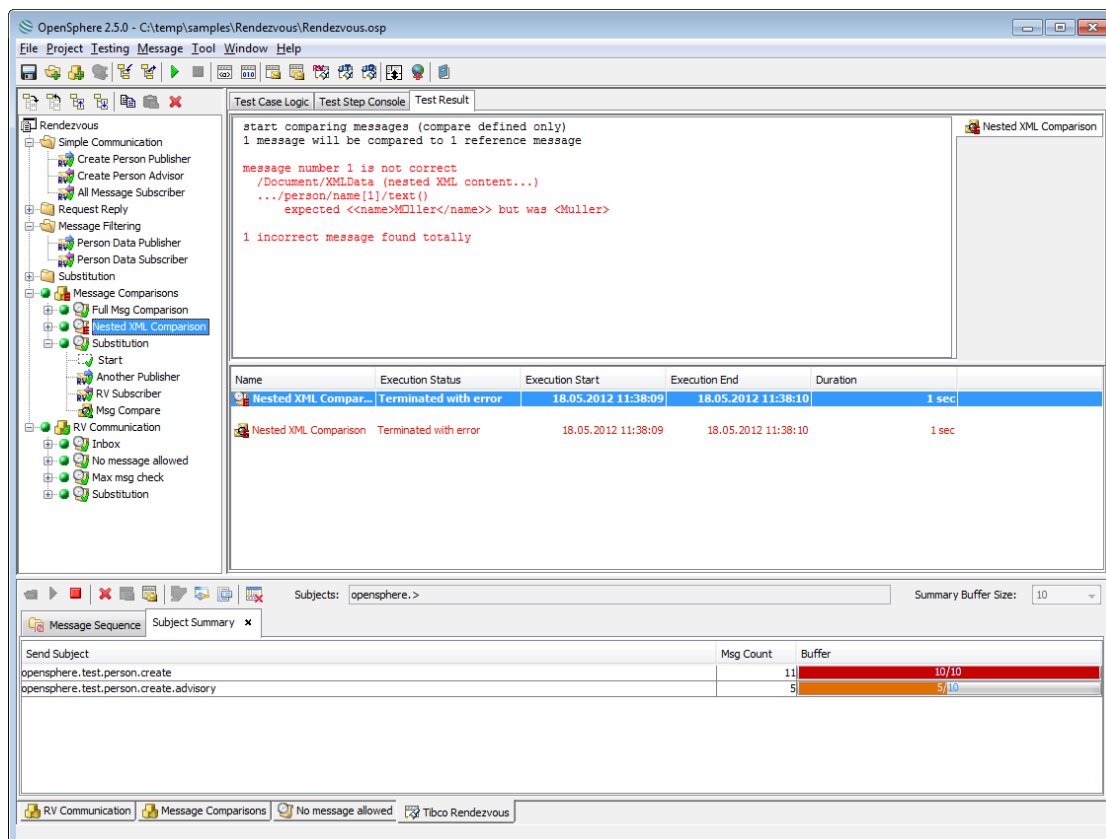 OpenSphere 2.5.0 - C:\temp\samples\Rendezvous\Rendezvous.osp
File Project Testing Message Tool Window Help
Test Case Logic Test Step Console Test Result
Rendezvous
Simple Communication
Create Person Publisher
Create Person Advisor
All Message Subscriber
Request Reply
Message Filtering
Person Data Publisher
Person Data Subscriber
Substitution
Message Comparisons
Full Msg Comparison
Nested XML Comparison
Substitution
Start
Another Publisher
RV Subscriber
Msg Compare
RV Communication
Inbox
No message allowed
Max msg check
Substitution
start comparing messages (compare defined only)
1 message will be compared to 1 reference message
message number 1 is not correct
/Document/XMLData (nested XML content...)
.../person/name[1]/text()
expected <<name>M□ller</name>> but was <Muller>
1 incorrect message found totally
Nested XML Comparison
Name Execution Status Execution Start Execution End Duration
Nested XML Compar... Terminated with error 18.05.2012 11:38:09 18.05.2012 11:38:10 1 sec
Nested XML Comparison Terminated with error 18.05.2012 11:38:09 18.05.2012 11:38:10 1 sec
Subjects: opensphere.> Summary Buffer Size: 10
Message Sequence Subject Summary
Send Subject Msg Count Buffer
opensphere.test.person.create 11 10/10
opensphere.test.person.create.advisory 5 5/10
RV Communication Message Comparisons No message allowed Tibco Rendezvous